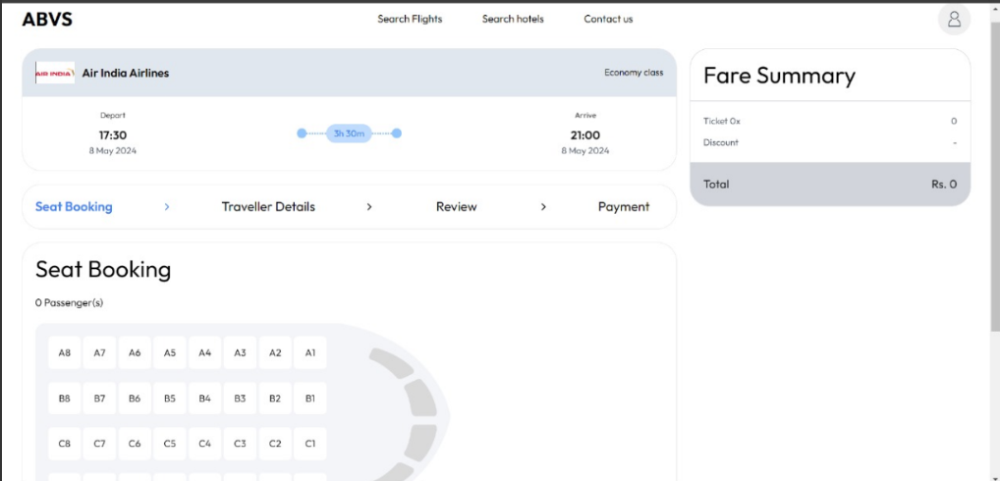 ABVS Search Flights Search hotels Contact us
AIR INDIA Air India Airlines Economy class
Depart Arrive
17:30 3h 30m 21:00
8 May 2024 8 May 2024
Seat Booking > Traveller Details > Review > Payment
Seat Booking
0 Passenger(s)
A8 A7 A6 A5 A4 A3 A2 A1
B8 B7 B6 B5 B4 B3 B2 B1
C8 C7 C6 C5 C4 C3 C2 C1
Fare Summary
Ticket 0x 0
Discount -
Total Rs. 0